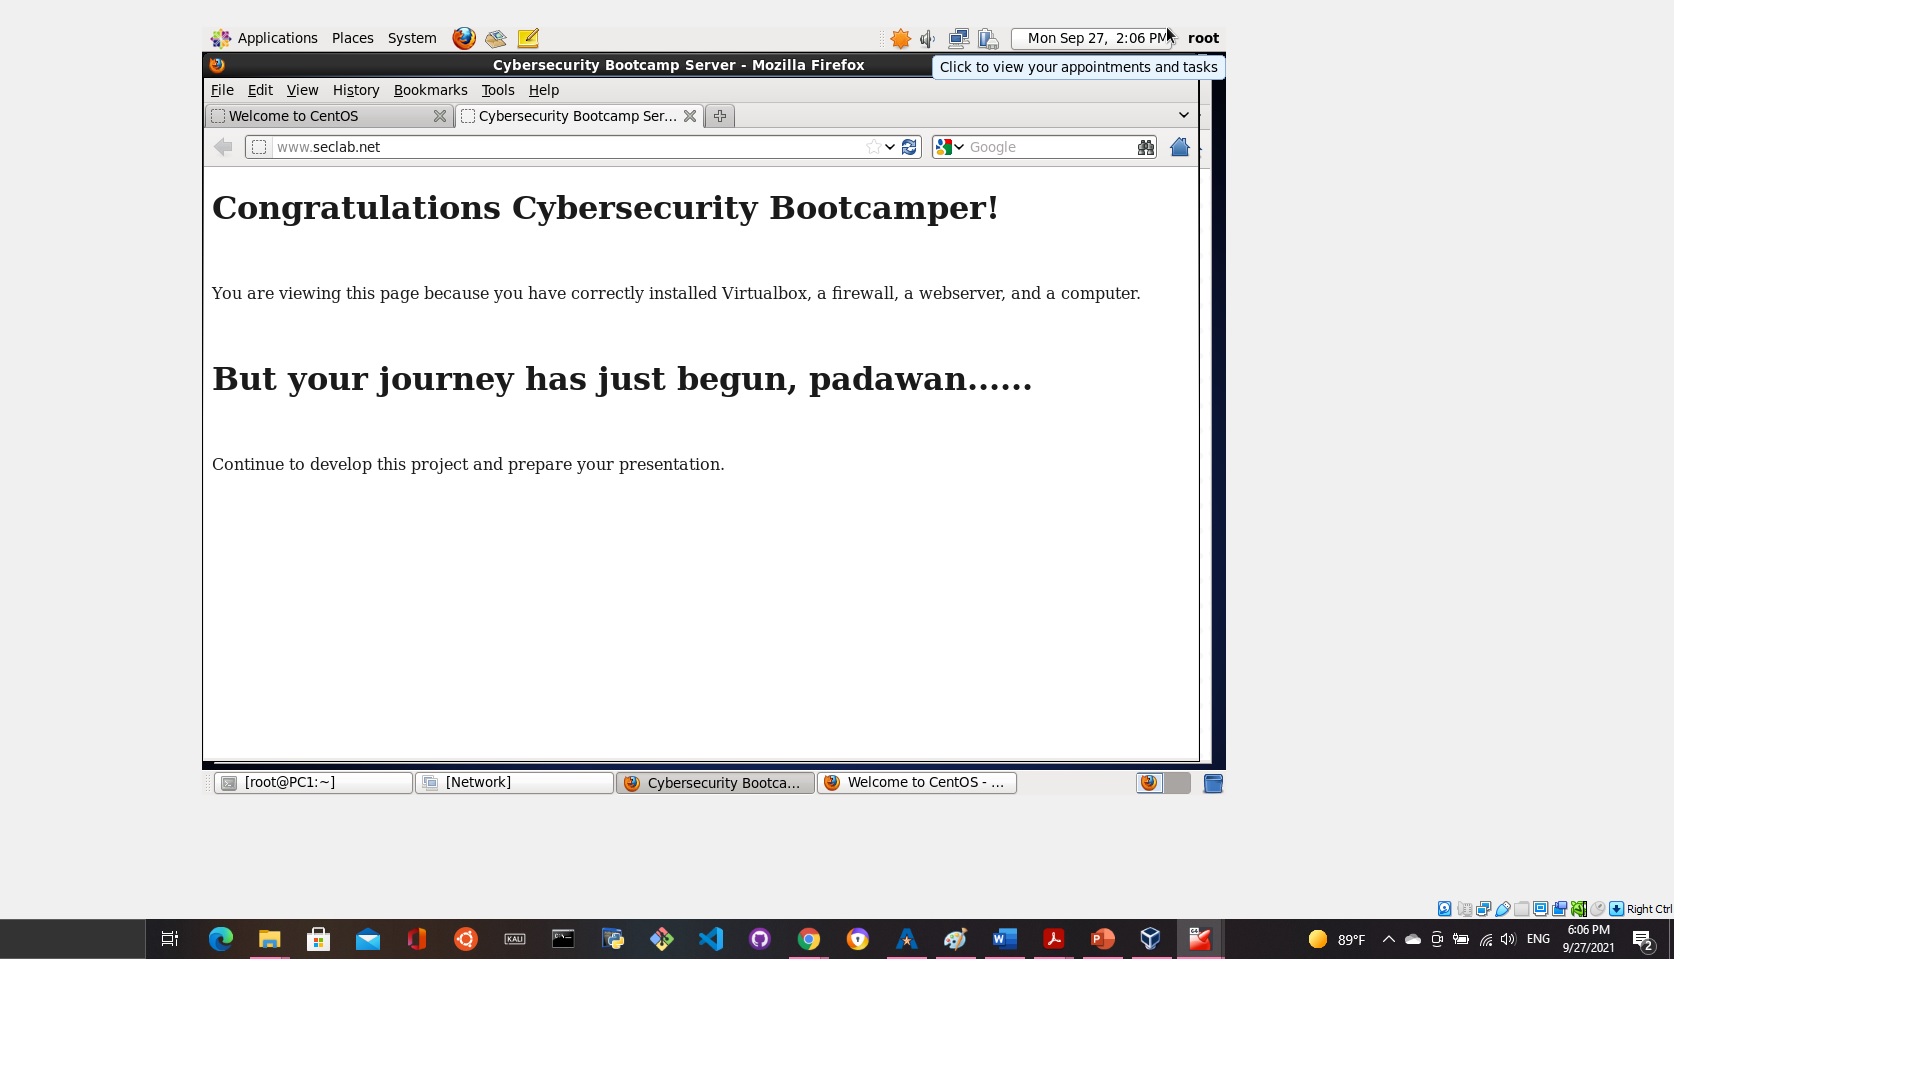 Applications Places System Mon Sep 27, 2:06 PM root
Cybersecurity Bootcamp Server - Mozilla Firefox
Click to view your appointments and tasks
File Edit View History Bookmarks Tools Help
Welcome to CentOS Cybersecurity Bootcamp Ser...
www.seclab.net Google
Congratulations Cybersecurity Bootcamper!
You are viewing this page because you have correctly installed Virtualbox, a firewall, a webserver, and a computer.
But your journey has just begun, padawan......
Continue to develop this project and prepare your presentation.
[root@PC1:~] [Network] Cybersecurity Bootca... Welcome to CentOS - ...
Right Ctrl
KALI 89°F ENG 6:06 PM
9/27/2021 2